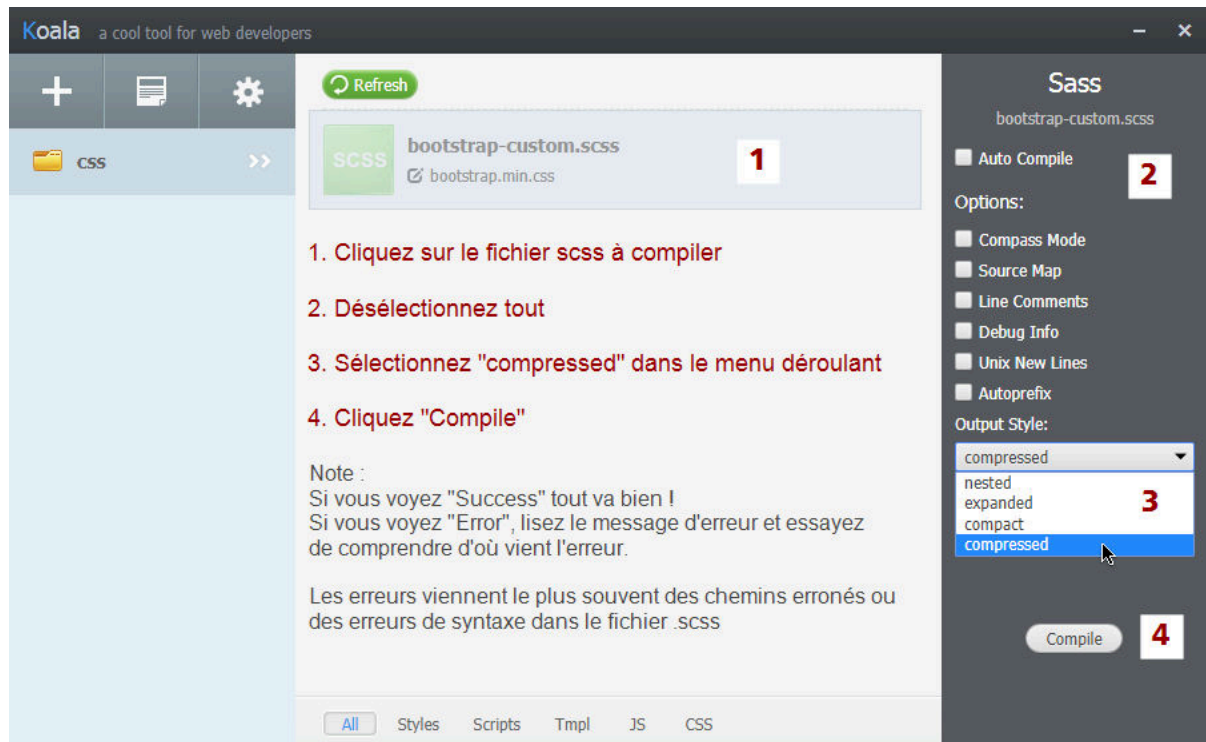 Koala a cool tool for web developers
Refresh
css >>
SCSS
bootstrap-custom.scss
bootstrap.min.css
1
1. Cliquez sur le fichier scss à compiler
2. Désélectionnez tout
3. Sélectionnez "compressed" dans le menu déroulant
4. Cliquez "Compile"
Note :
Si vous voyez "Success" tout va bien !
Si vous voyez "Error", lisez le message d'erreur et essayez
de comprendre d'où vient l'erreur.
Les erreurs viennent le plus souvent des chemins erronés ou
des erreurs de syntaxe dans le fichier .scss
All Styles Scripts Tmpl JS CSS
Sass
bootstrap-custom.scss
Auto Compile
2
Options:
Compass Mode
Source Map
Line Comments
Debug Info
Unix New Lines
Autoprefix
Output Style:
compressed
nested
expanded
compact
compressed
3
Compile
4